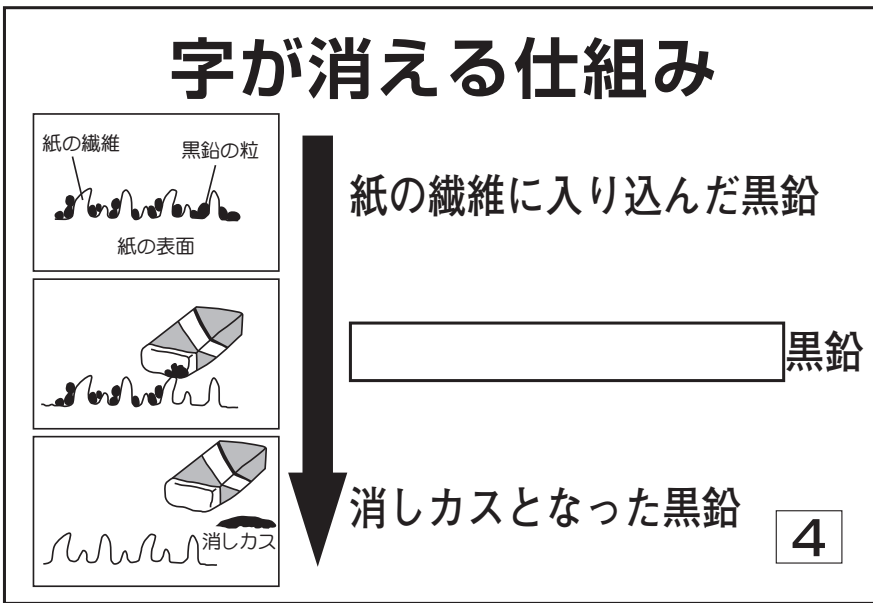 字が消える仕組み
紙の繊維
黒鉛の粒
紙の表面
紙の繊維に入り込んだ黒鉛
黒鉛
消しカス
消しカスとなった黒鉛
4